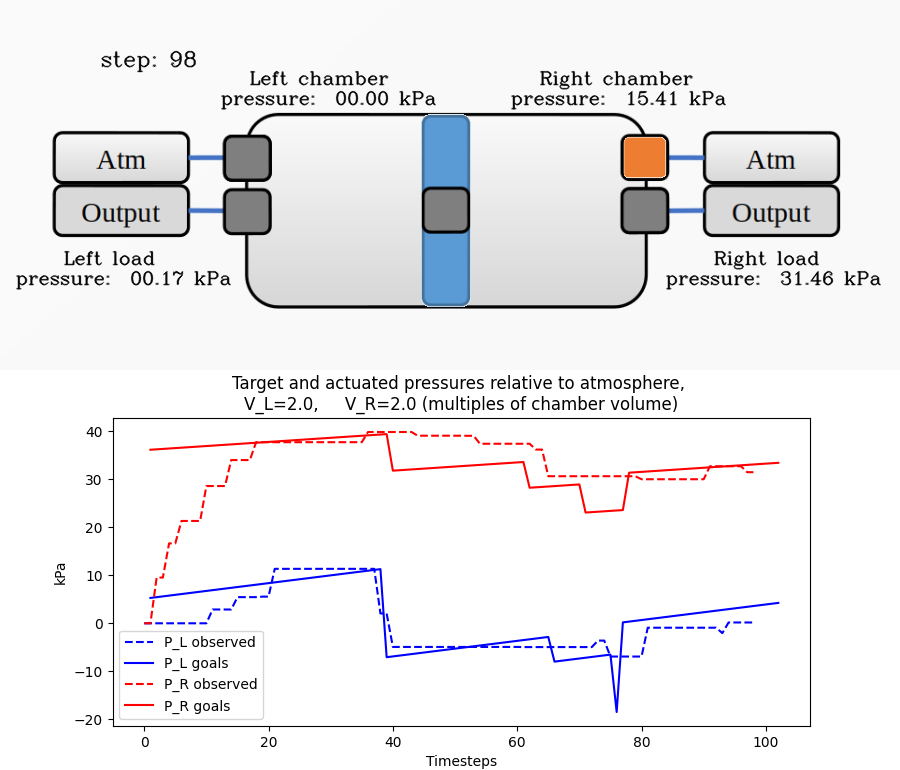 step: 98
Left chamber
pressure: 00.00 kPa
Right chamber
pressure: 15.41 kPa
Atm
Output
Atm
Output
Left load
pressure: 00.17 kPa
Right load
pressure: 31.46 kPa
Target and actuated pressures relative to atmosphere,
V_L=2.0, V_R=2.0 (multiples of chamber volume)
40
30
20
10
0
−10
−20
kPa
P_L observed
P_L goals
P_R observed
P_R goals
0 20 40 60 80 100
Timesteps